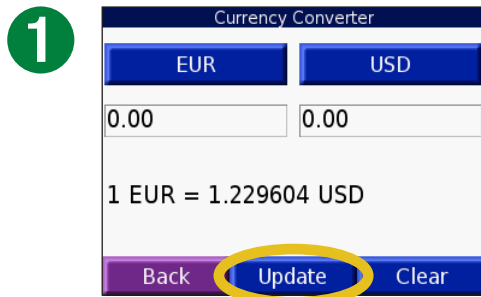 1
Currency Converter
EUR USD
0.00 0.00
1 EUR = 1.229604 USD
Back Update Clear